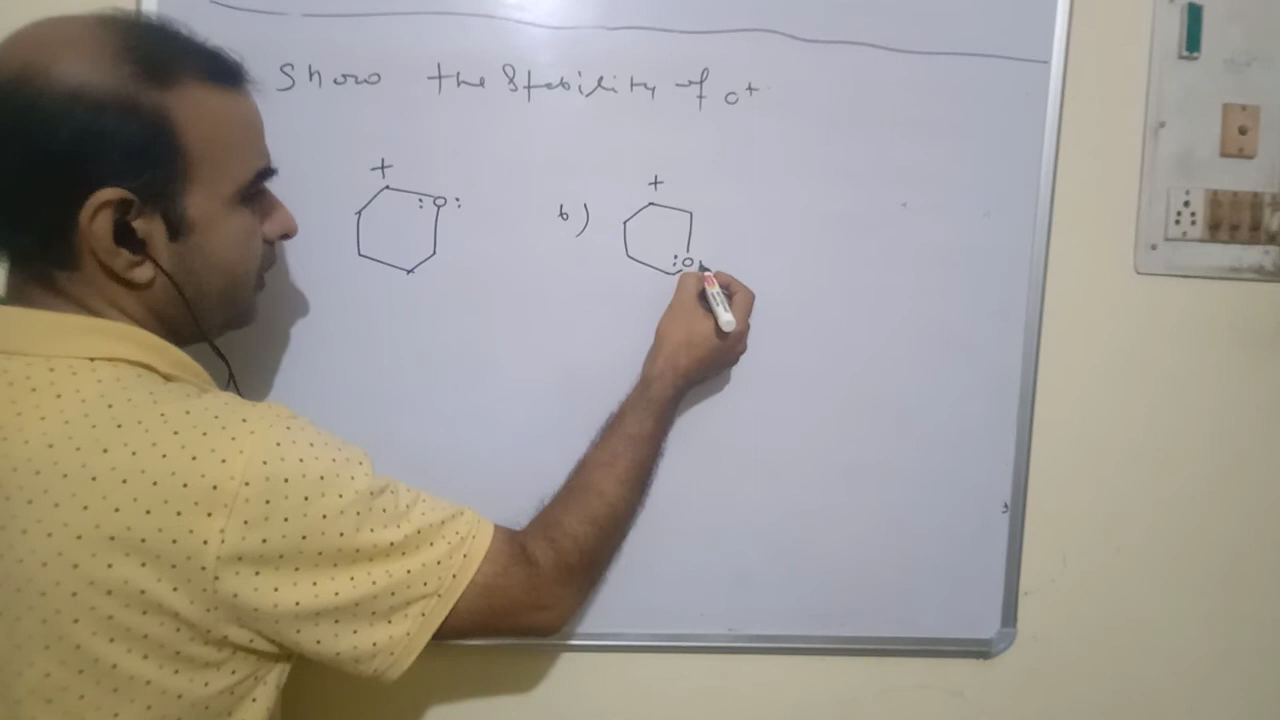 Show the Stability of c+
+ +
:O: b)
:O